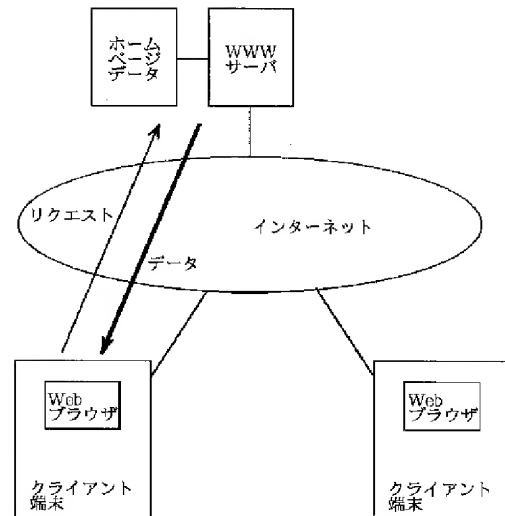 ホーム
ページ
データ
WWW
サーバ
リクエスト
インターネット
データ
Web
ブラウザ
クライアント
端末
Web
ブラウザ
クライアント
端末